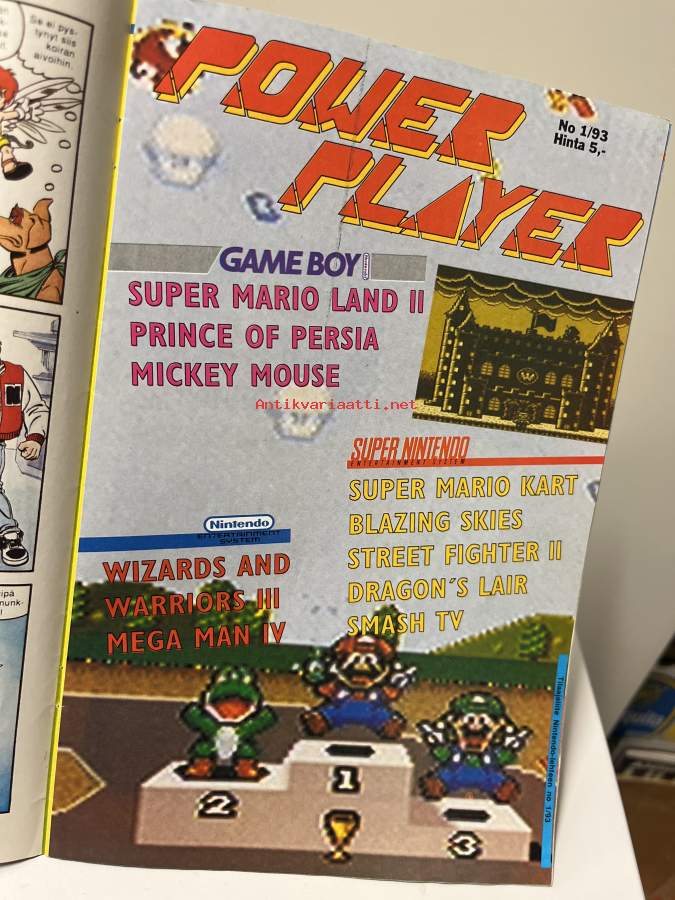 Se ei pys-
tynyt siis
koiran
aivoihin.
POWER
PLAYER
No 1/93
Hinta 5,-
GAME BOY
SUPER MARIO LAND II
PRINCE OF PERSIA
MICKEY MOUSE
Antikvariaatti.net
SUPER NINTENDO
ENTERTAINMENT SYSTEM
SUPER MARIO KART
BLAZING SKIES
STREET FIGHTER II
DRAGON´S LAIR
SMASH TV
Nintendo
ENTERTAINMENT
SYSTEM
WIZARDS AND
WARRIORS III
MEGA MAN IV
2
1
3
Tilaajaliite Nintendo-lehteen no 1/93